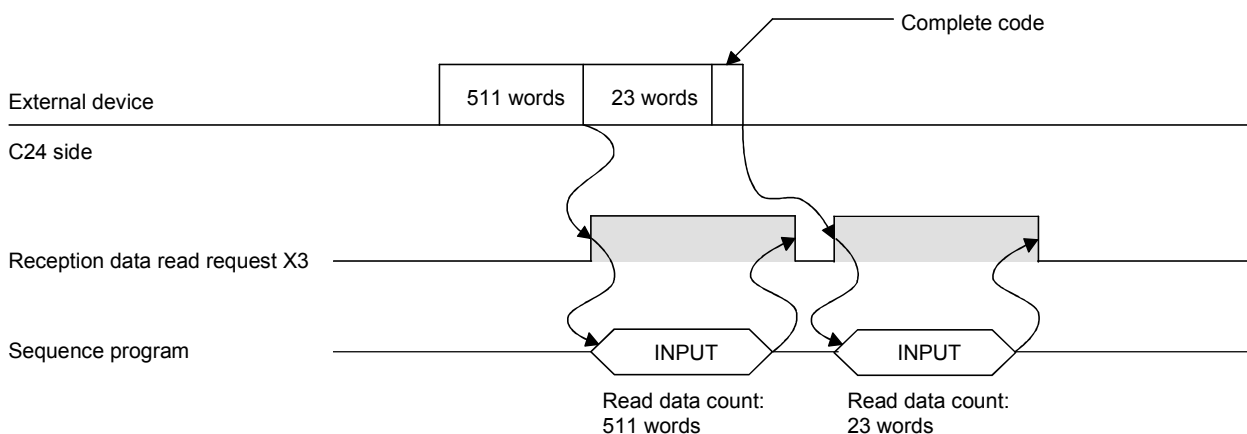 Complete code
511 words
23 words
External device
C24 side
Reception data read request X3
Sequence program
INPUT
INPUT
Read data count:
511 words
Read data count:
23 words